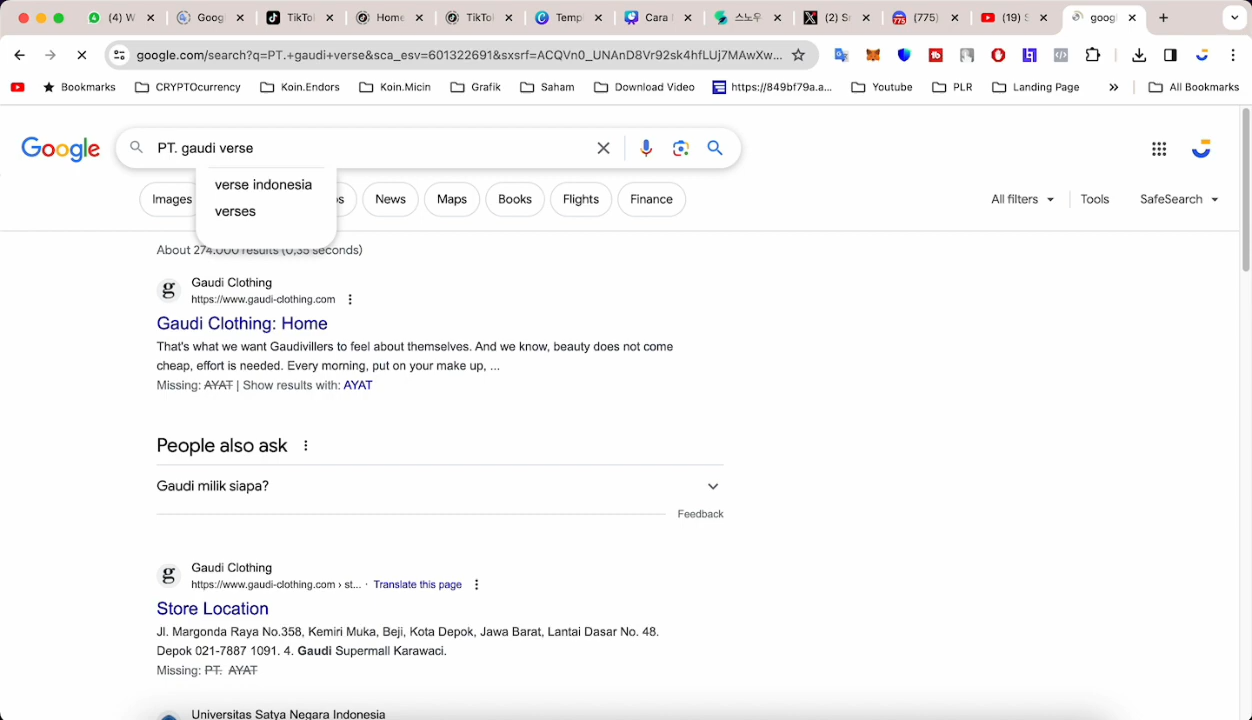 (4) W
Goog
TikTo
Home
TikTo
Temp
Cara
스노우
(2) S
(775)
(19) S
goog
google.com/search?q=PT.+gaudi+verse&sca_esv=601322691&sxsrf=ACQVn0_UNAnD8Vr92sk4hfLUj7MAwXw...
Bookmarks
CRYPTOcurrency
Koin.Endors
Koin.Micin
Grafik
Saham
Download Video
https://849bf79a.a...
Youtube
PLR
Landing Page
»
All Bookmarks
Google
PT. gaudi verse
verse indonesia
verses
Images
News
Maps
Books
Flights
Finance
All filters
Tools
SafeSearch
About 274.000 results (0,35 seconds)
g
Gaudi Clothing
https://www.gaudi-clothing.com
Gaudi Clothing: Home
That's what we want Gaudivillers to feel about themselves. And we know, beauty does not come
cheap, effort is needed. Every morning, put on your make up, ...
Missing: AYAT | Show results with: AYAT
People also ask
Gaudi milik siapa?
Feedback
g
Gaudi Clothing
https://www.gaudi-clothing.com › st... · Translate this page
Store Location
Jl. Margonda Raya No.358, Kemiri Muka, Beji, Kota Depok, Jawa Barat, Lantai Dasar No. 48.
Depok 021-7887 1091. 4. Gaudi Supermall Karawaci.
Missing: PT. AYAT
Universitas Satya Negara Indonesia